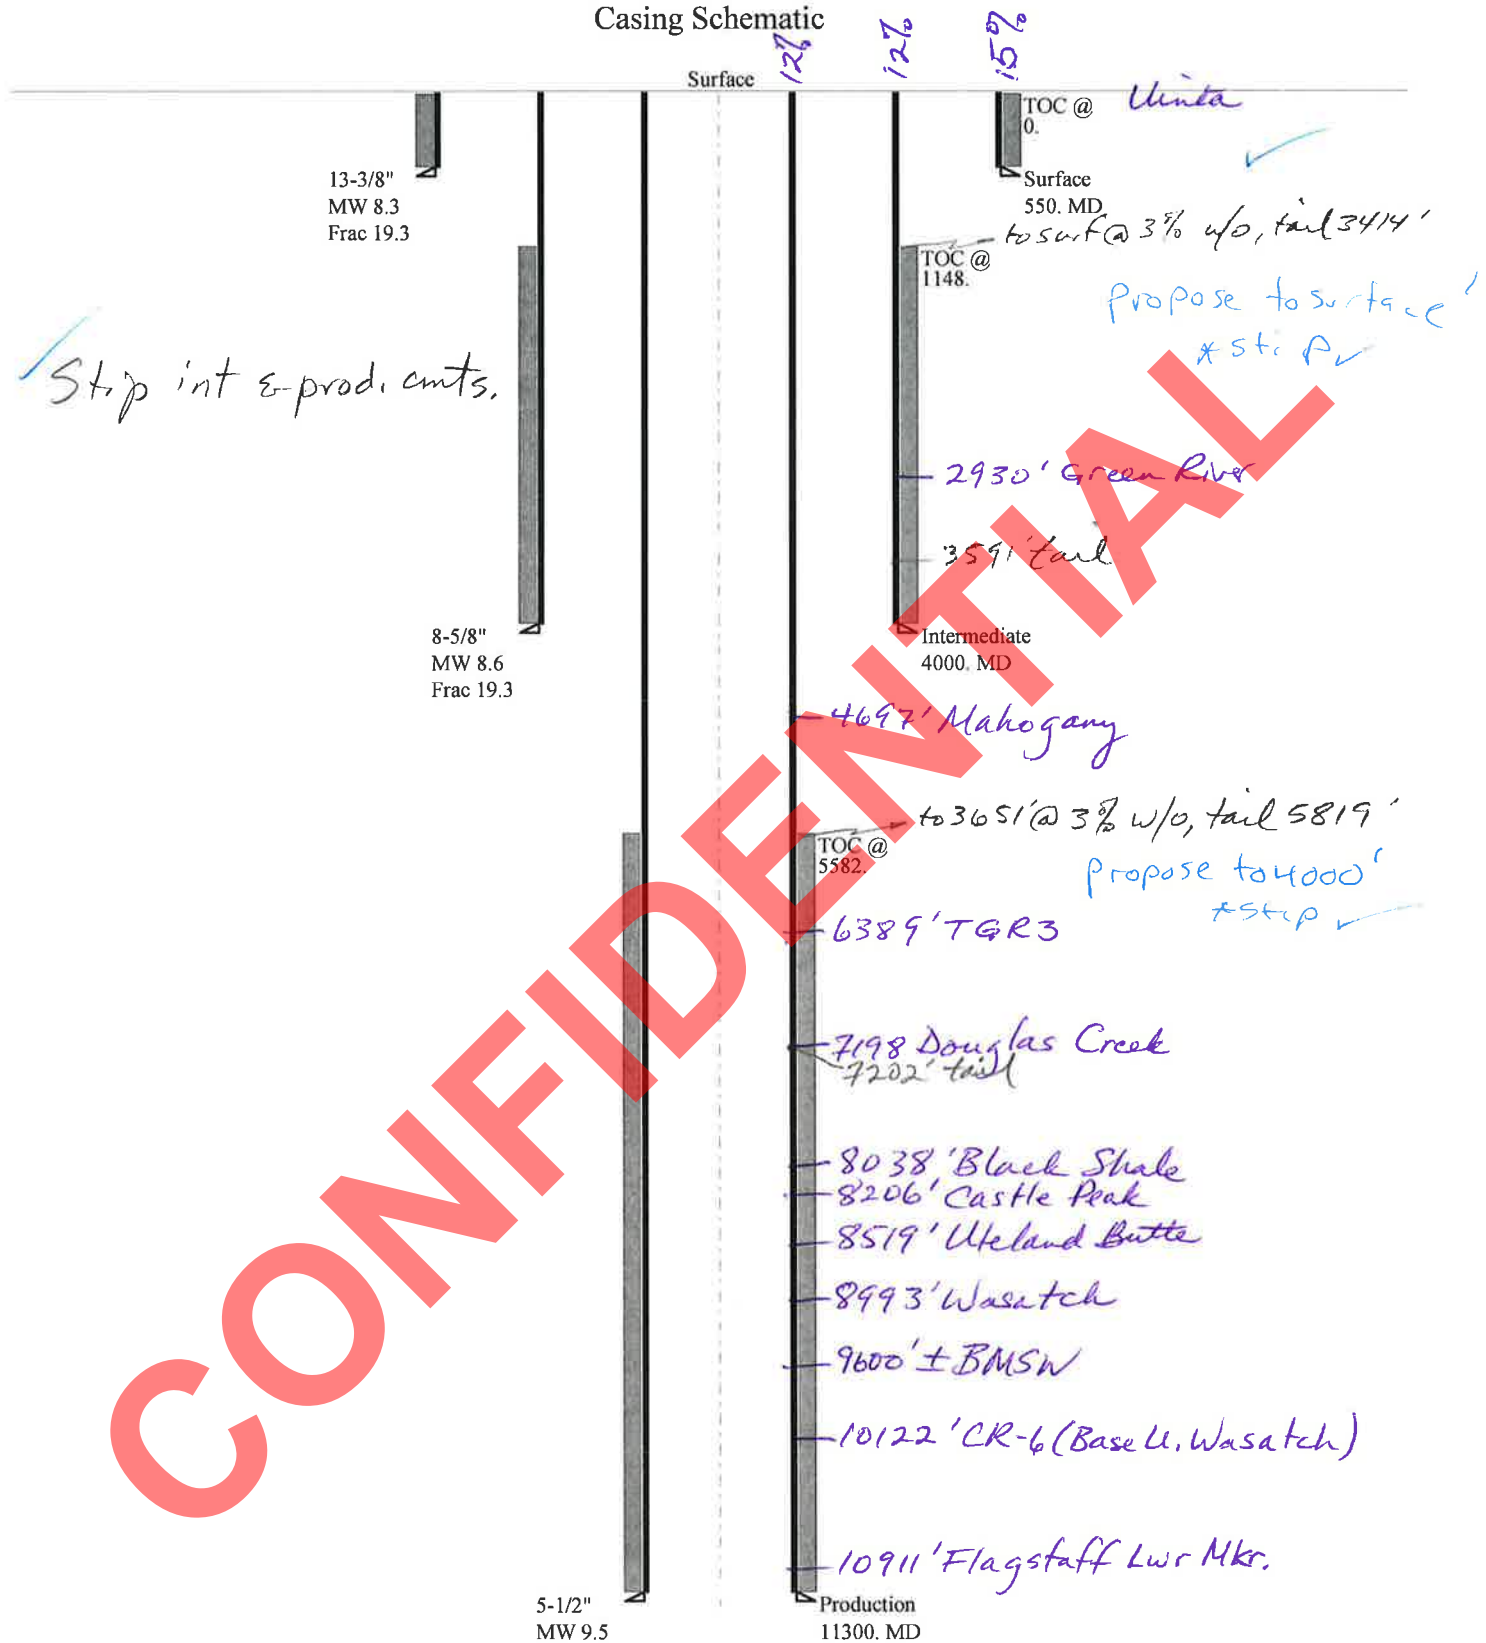 Casing Schematic
12%
12%
15%
Surface
Uinta
TOC @
0.
13-3/8"
MW 8.3
Frac 19.3
Surface
550. MD
to surf @ 3% w/o, tail 3414'
TOC @
1148.
Propose to surface'
*Stip
Stip int & prod. cmts.
2930' Green River
3591' tail
8-5/8"
MW 8.6
Frac 19.3
Intermediate
4000. MD
4697' Mahogany
to 3651' @ 3% w/o, tail 5819'
TOC @
5582.
Propose to 4000'
*Stip
6389' TGR3
7198 Douglas Creek
7202' tail
8038' Black Shale
8206' Castle Peak
8519' Uteland Butte
8993' Wasatch
9600' ± BMSW
10122' CR-6 (Base U. Wasatch)
10911' Flagstaff Lwr Mkr.
5-1/2"
MW 9.5
Production
11300. MD
CONFIDENTIAL